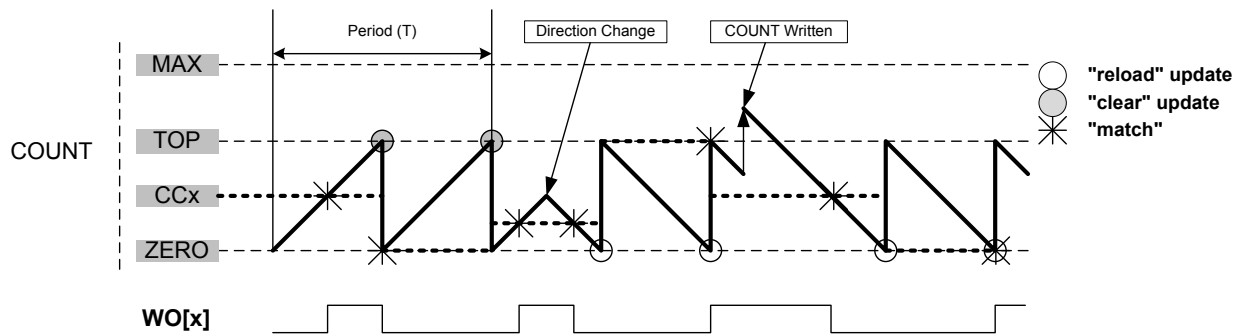 Period (T)
Direction Change
COUNT Written
MAX
"reload" update
"clear" update
TOP
"match"
COUNT
CCx
ZERO
WO[x]